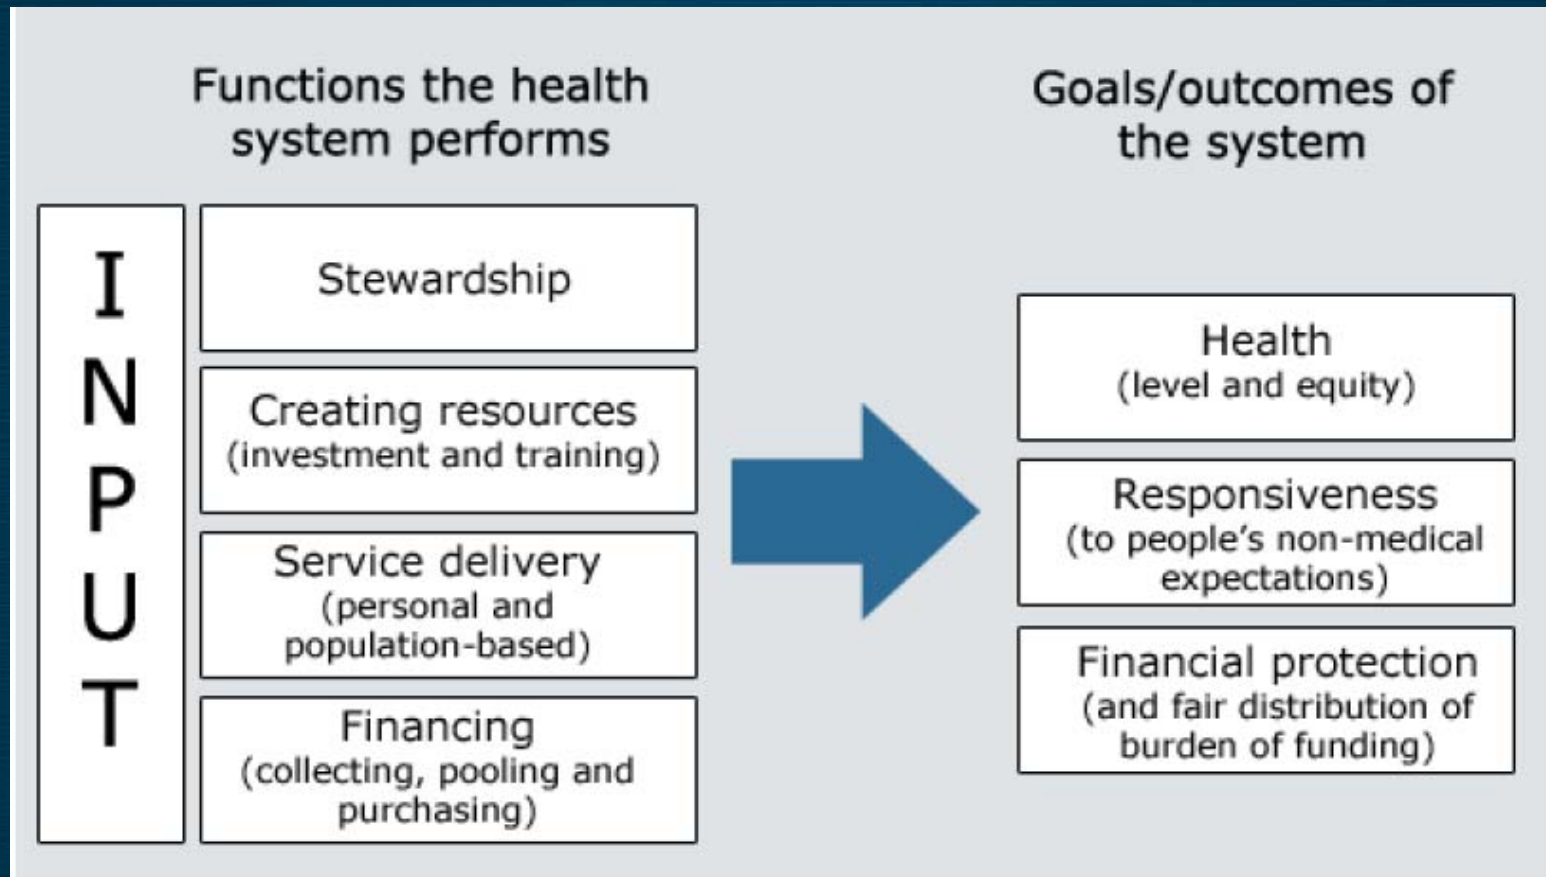 Functions the health
system performs
Goals/outcomes of
the system
INPUT
Stewardship
Creating resources
(investment and training)
Service delivery
(personal and
population-based)
Financing
(collecting, pooling and
purchasing)
Health
(level and equity)
Responsiveness
(to people’s non-medical
expectations)
Financial protection
(and fair distribution of
burden of funding)